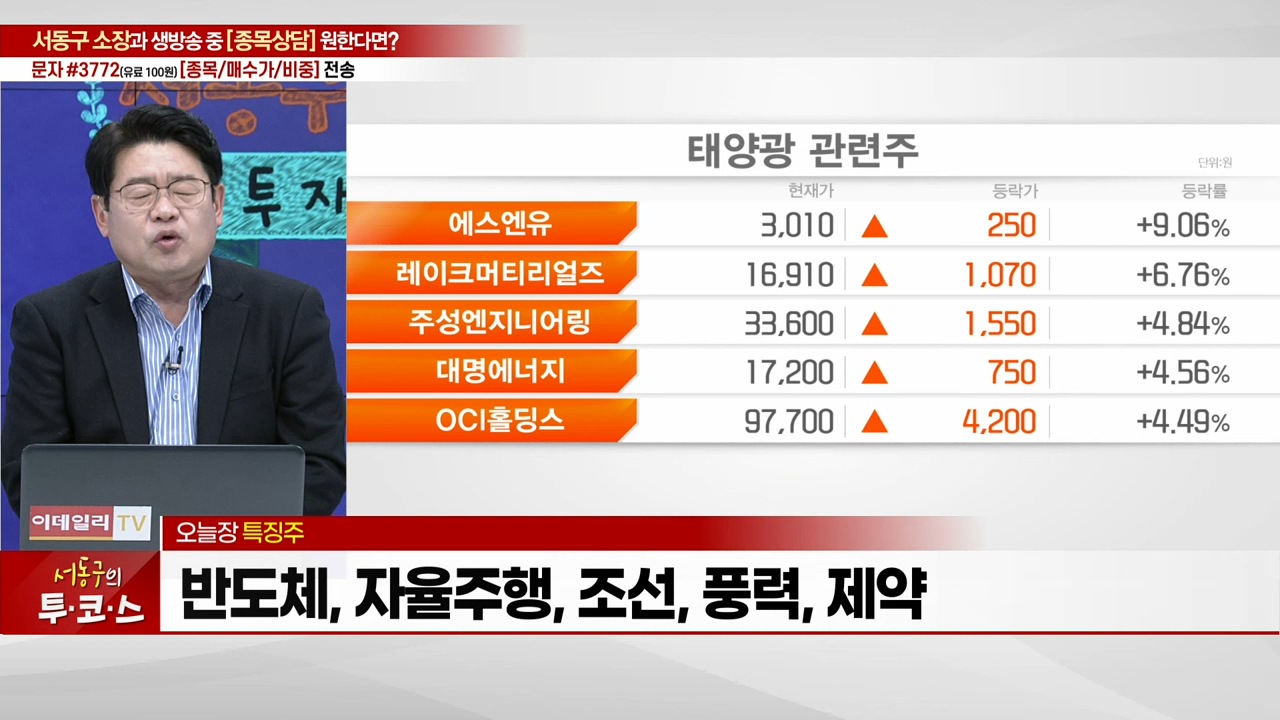 서동구 소장과 생방송 중 [종목상담] 원한다면?
문자 #3772(유료 100원) [종목/매수가/비중] 전송
투자
태양광 관련주
단위:원
현재가 등락가 등락률
에스엔유 3,010 ▲ 250 +9.06%
레이크머티리얼즈 16,910 ▲ 1,070 +6.76%
주성엔지니어링 33,600 ▲ 1,550 +4.84%
대명에너지 17,200 ▲ 750 +4.56%
OCI홀딩스 97,700 ▲ 4,200 +4.49%
이데일리 TV
오늘장 특징주
서동구의
투·코·스
반도체, 자율주행, 조선, 풍력, 제약